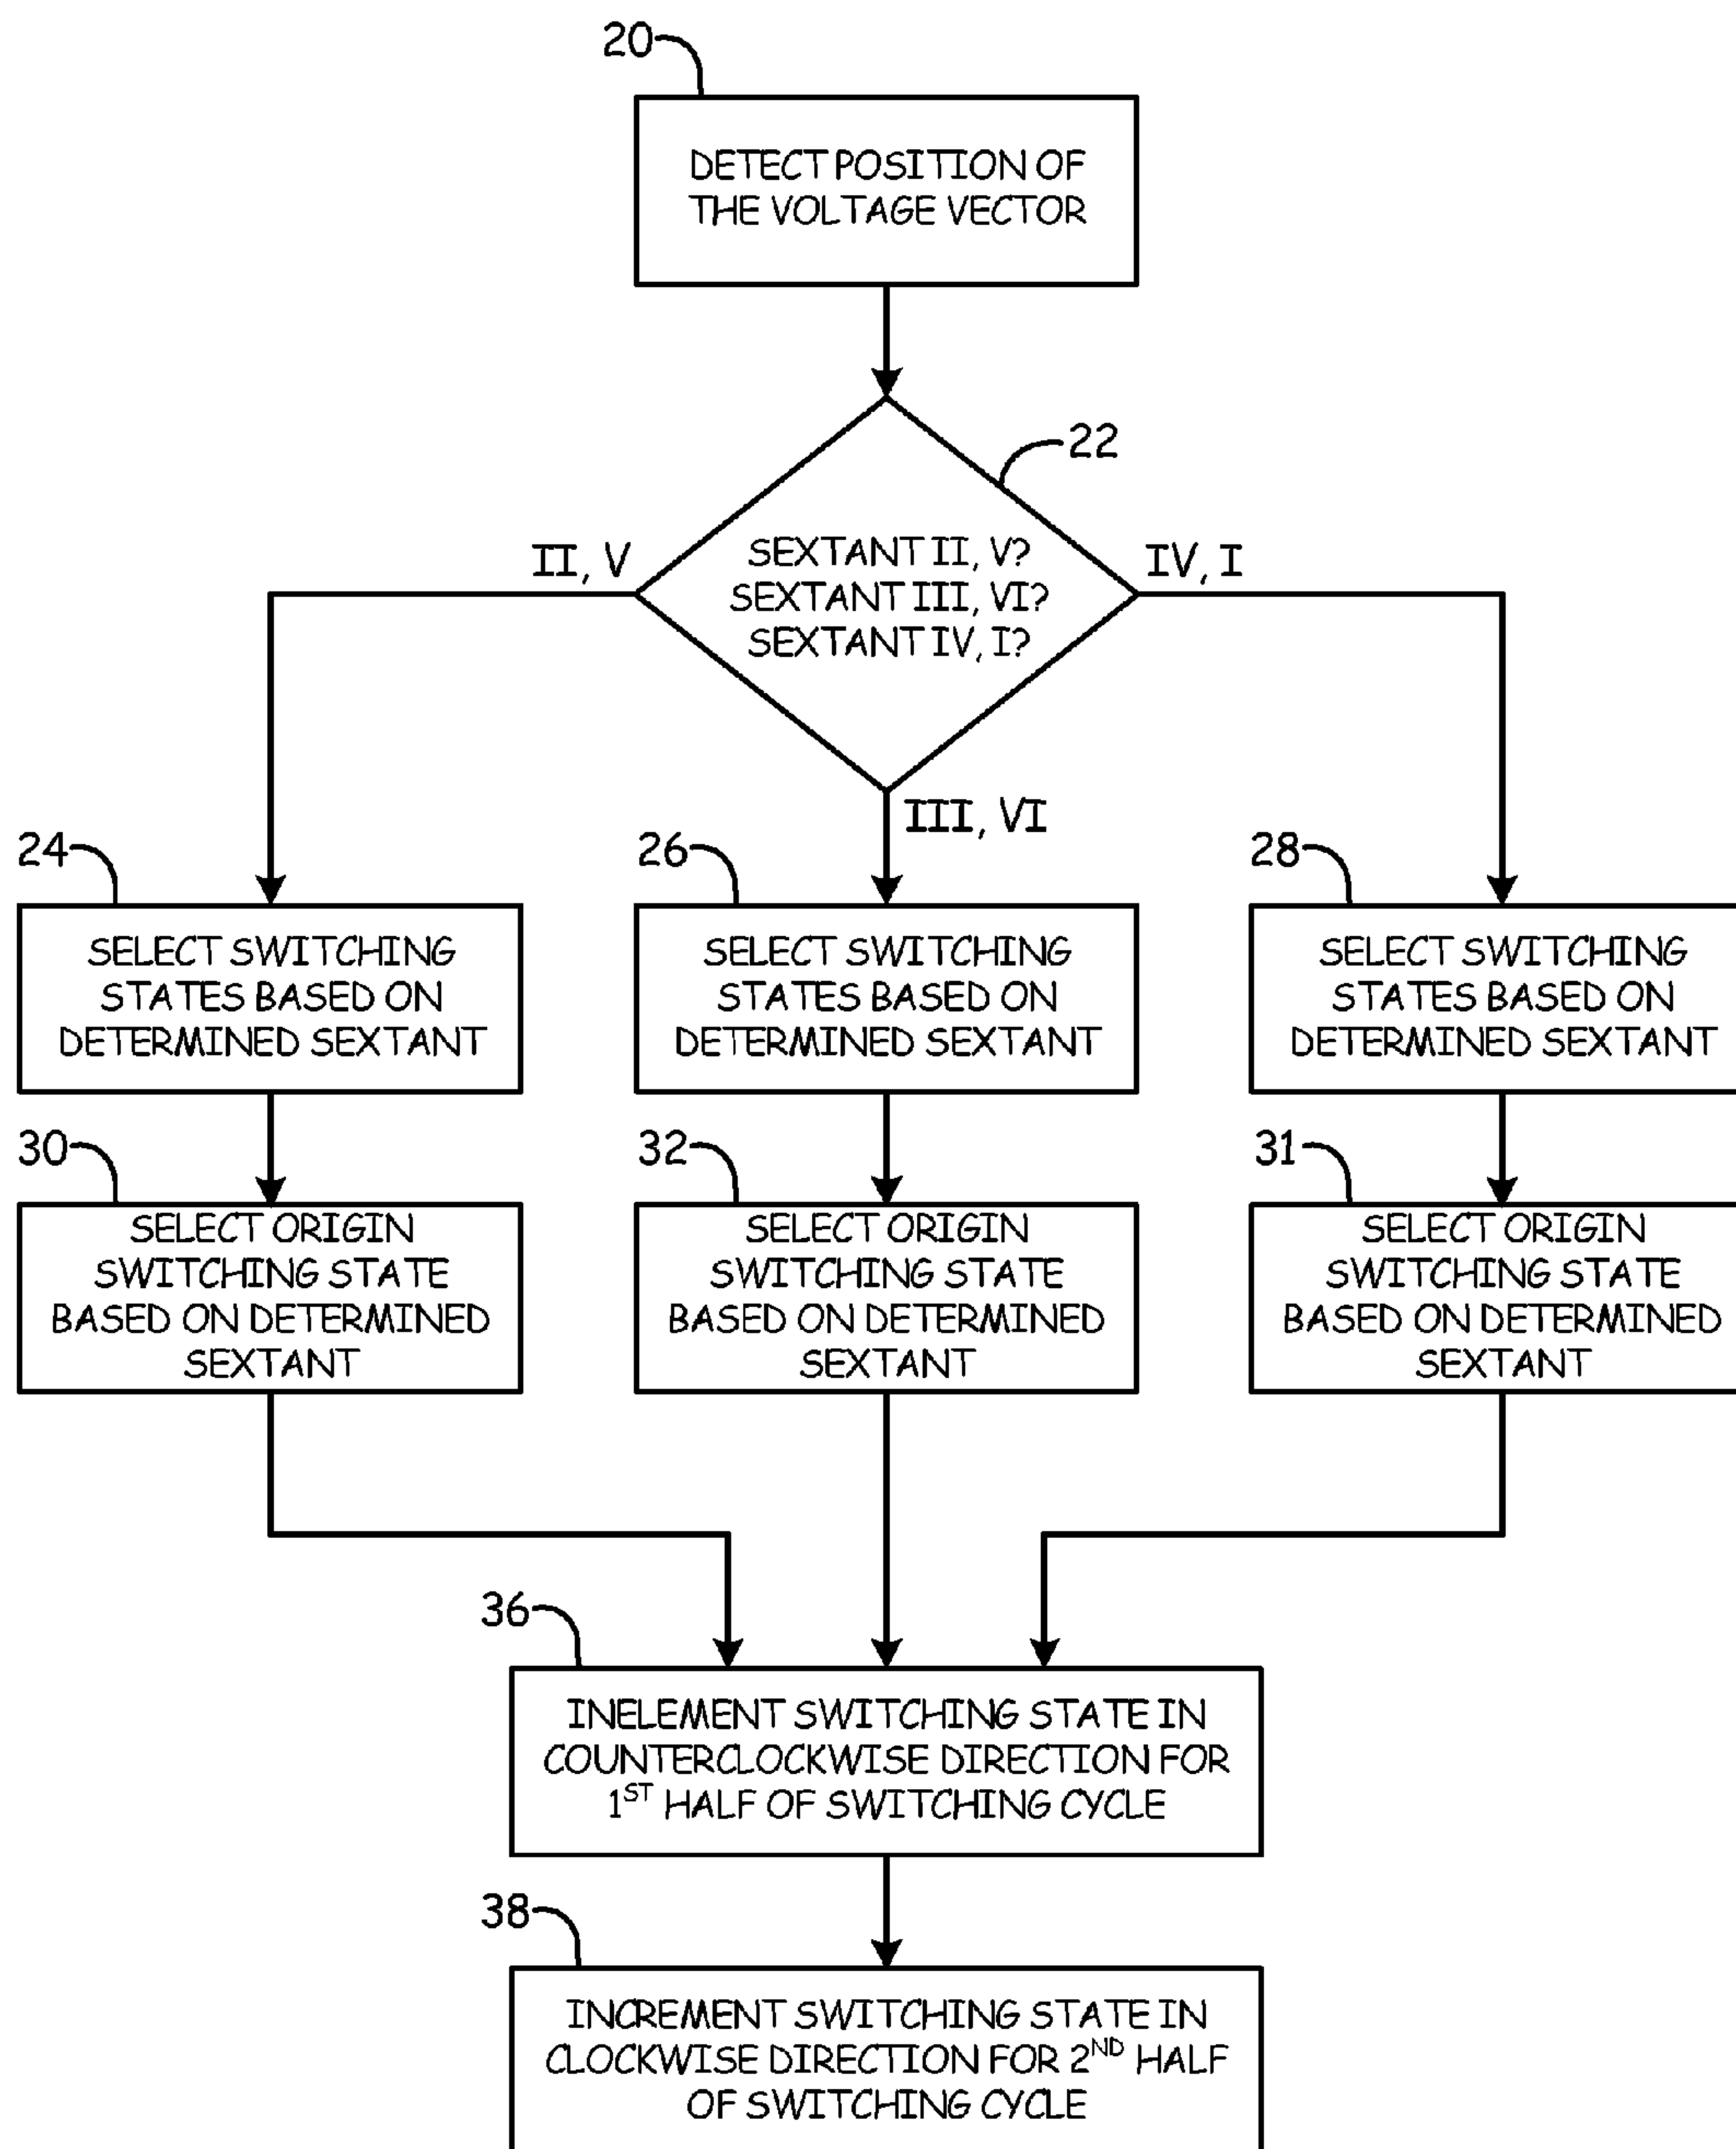 20
DETECT POSITION OF
THE VOLTAGE VECTOR
22
II, V
SEXTANT II, V?
SEXTANT III, VI?
SEXTANT IV, I?
IV, I
III, VI
24
SELECT SWITCHING
STATES BASED ON
DETERMINED SEXTANT
26
SELECT SWITCHING
STATES BASED ON
DETERMINED SEXTANT
28
SELECT SWITCHING
STATES BASED ON
DETERMINED SEXTANT
30
SELECT ORIGIN
SWITCHING STATE
BASED ON DETERMINED
SEXTANT
32
SELECT ORIGIN
SWITCHING STATE
BASED ON DETERMINED
SEXTANT
31
SELECT ORIGIN
SWITCHING STATE
BASED ON DETERMINED
SEXTANT
36
INELEMENT SWITCHING STATE IN
COUNTERCLOCKWISE DIRECTION FOR
1ST HALF OF SWITCHING CYCLE
38
INCREMENT SWITCHING STATE IN
CLOCKWISE DIRECTION FOR 2ND HALF
OF SWITCHING CYCLE